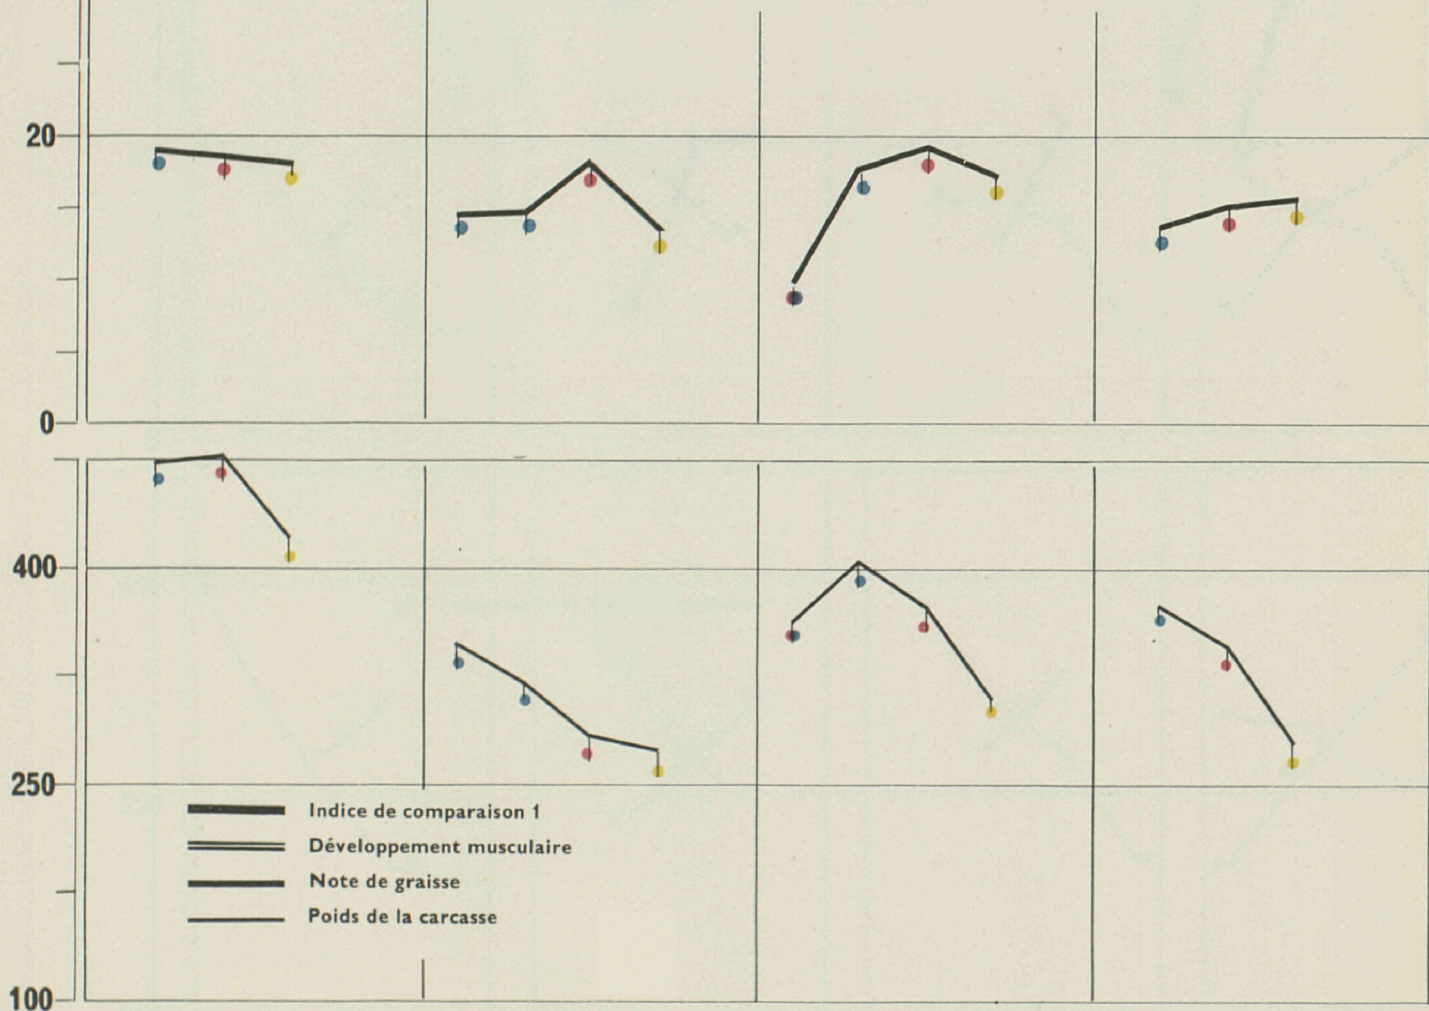 20
0
400
250
Indice de comparaison 1
Développement musculaire
Note de graisse
Poids de la carcasse
100